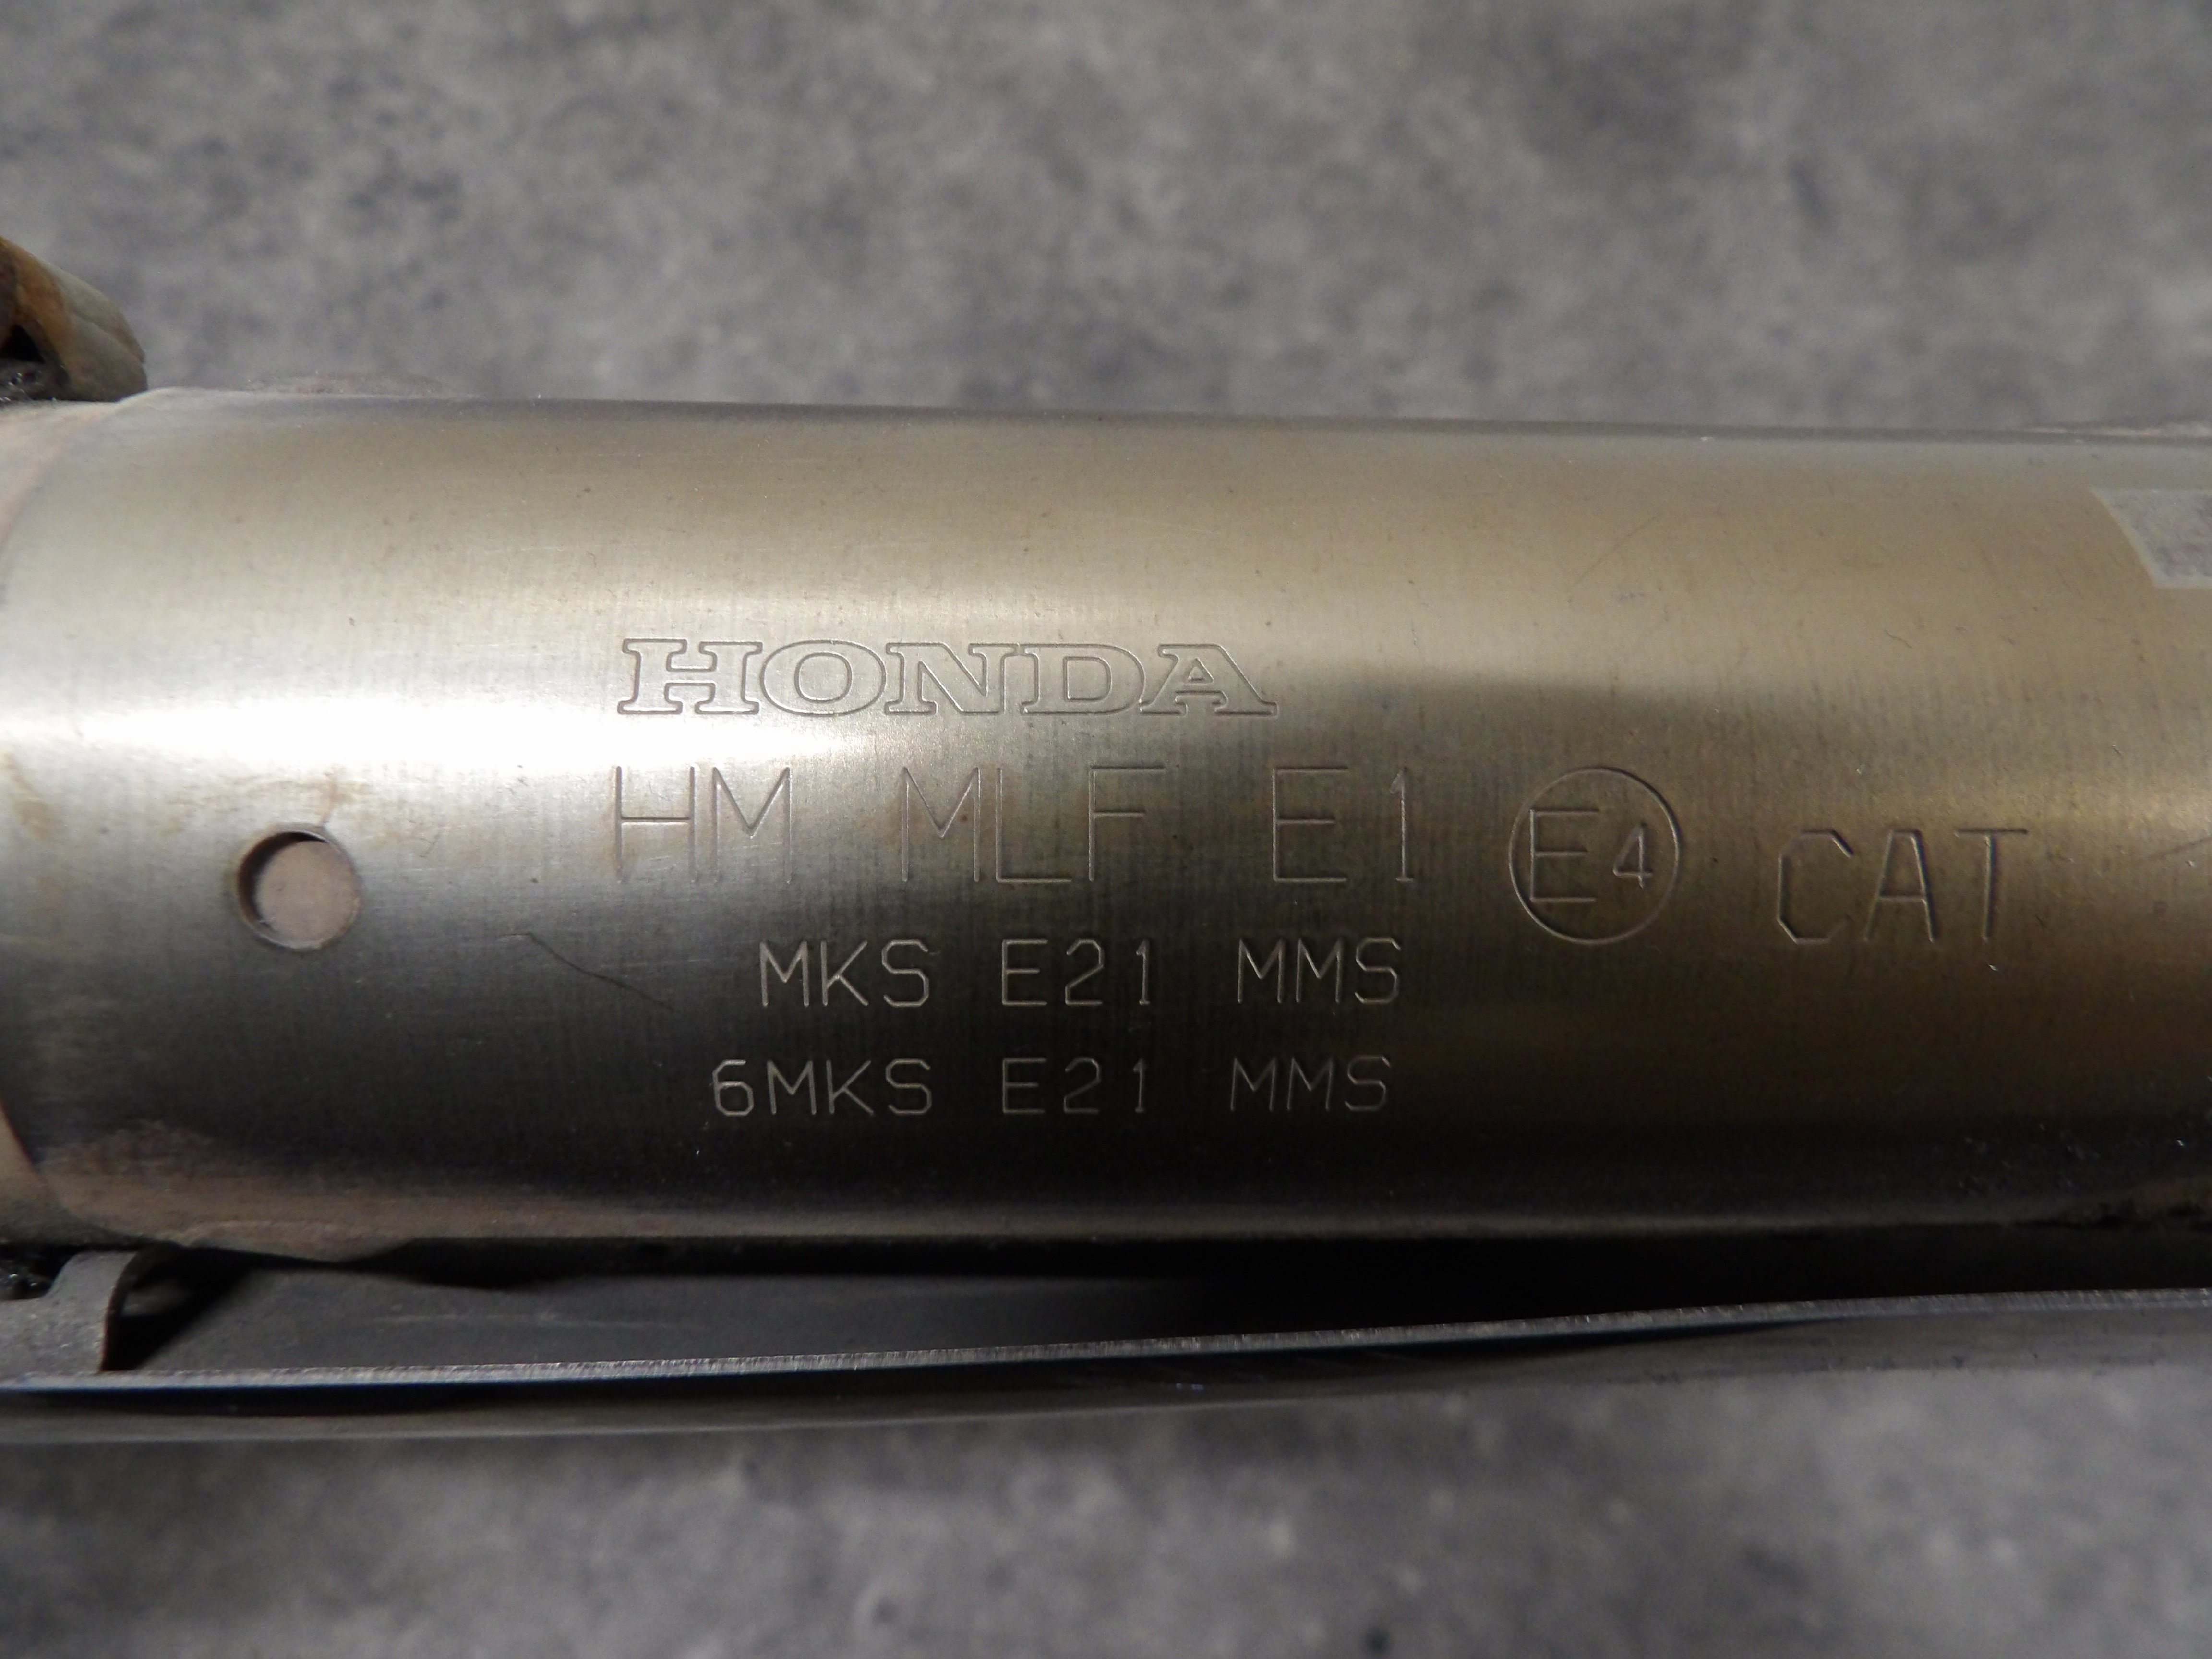 HONDA
HM MLF E1 E4 CAT
MKS E21 MMS
6MKS E21 MMS